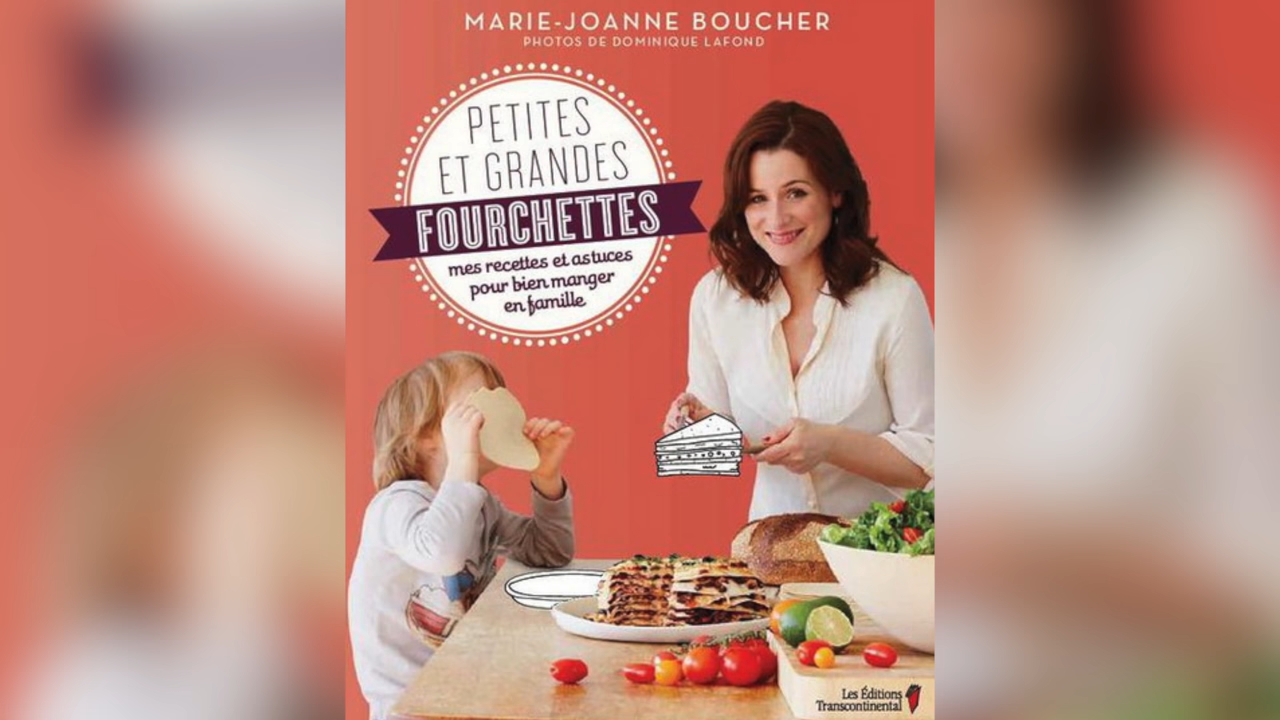 MARIE-JOANNE BOUCHER
PHOTOS DE DOMINIQUE LAFOND
PETITES
ET GRANDES
FOURCHETTES
mes recettes et astuces
pour bien manger
en famille
Les Éditions
Transcontinental